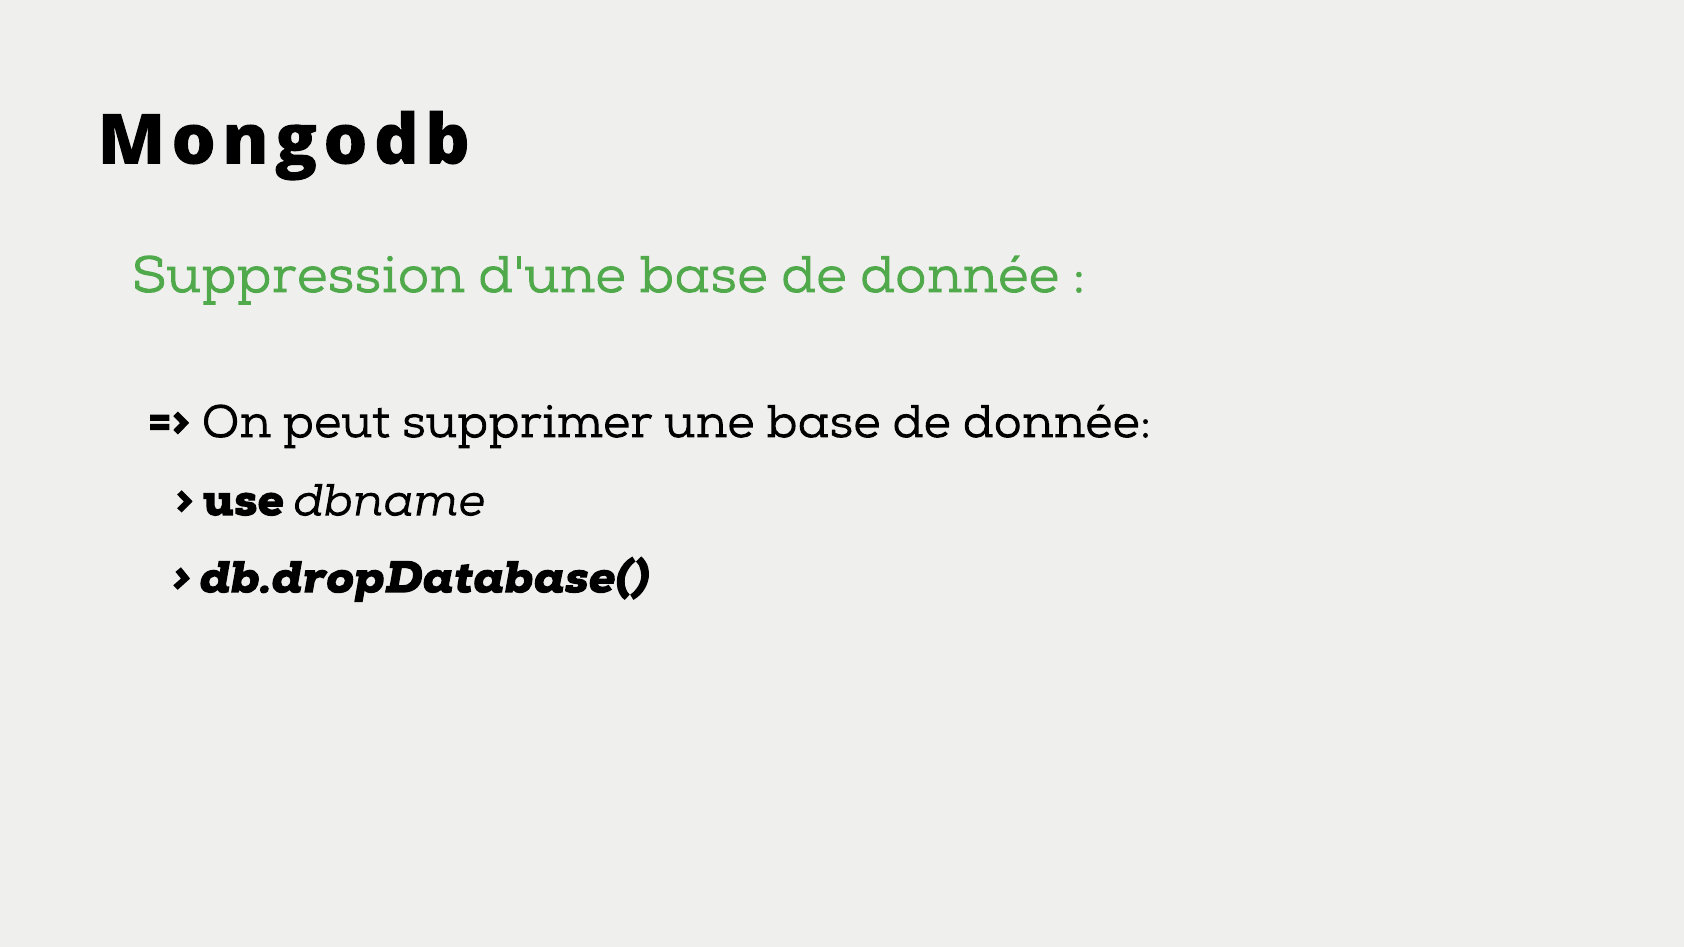 Mongodb
Suppression d'une base de donnée :
=> On peut supprimer une base de donnée:
> use dbname
> db.dropDatabase()